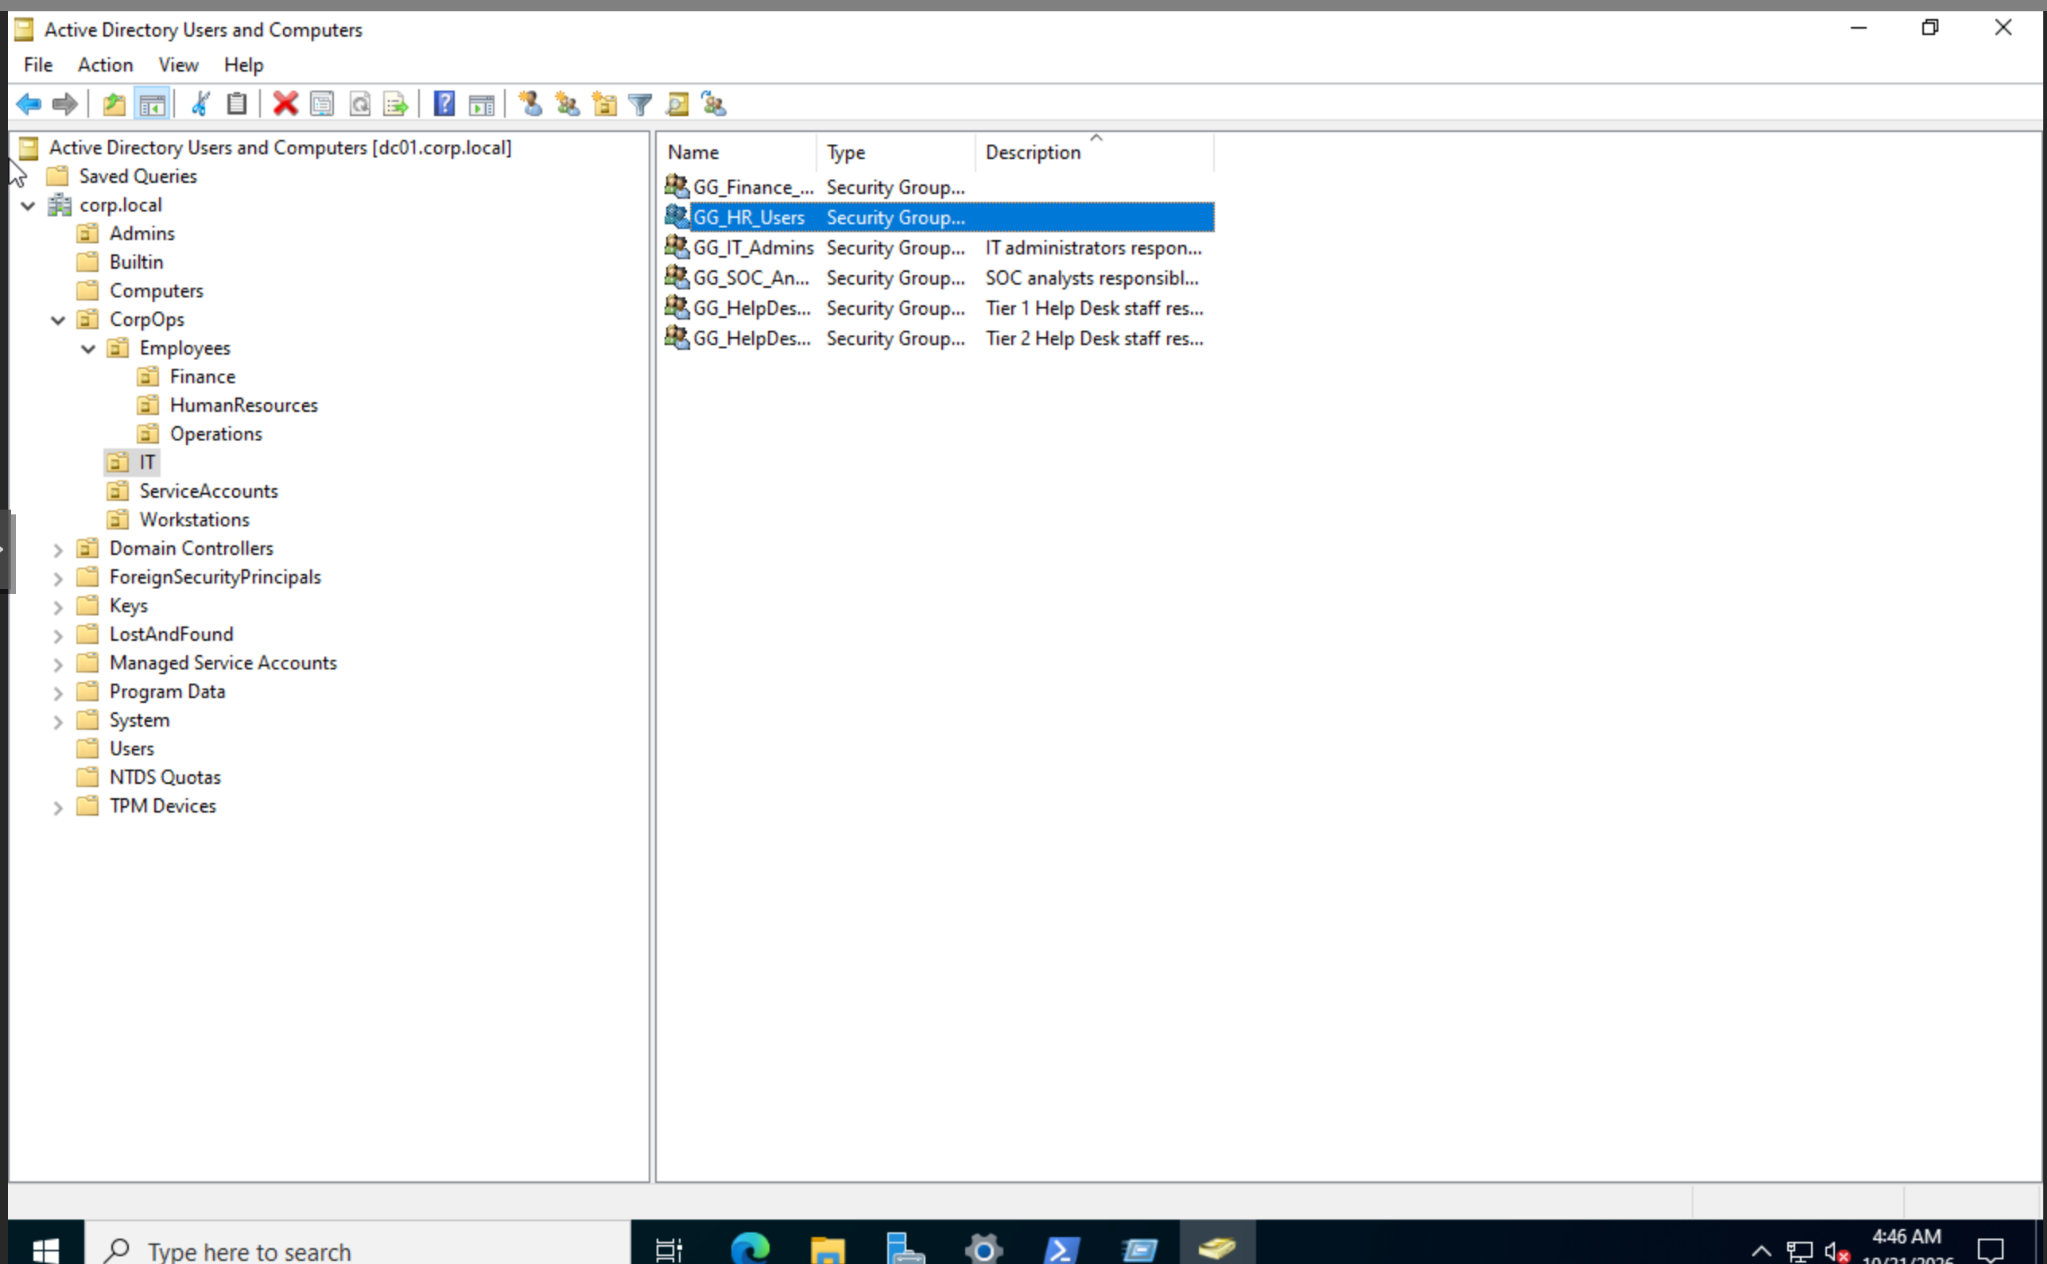 Active Directory Users and Computers
File Action View Help
Active Directory Users and Computers [dc01.corp.local]
Saved Queries
corp.local
Admins
Builtin
Computers
CorpOps
Employees
Finance
HumanResources
Operations
IT
ServiceAccounts
Workstations
Domain Controllers
ForeignSecurityPrincipals
Keys
LostAndFound
Managed Service Accounts
Program Data
System
Users
NTDS Quotas
TPM Devices
Name Type Description
GG_Finance_... Security Group...
GG_HR_Users Security Group...
GG_IT_Admins Security Group... IT administrators respon...
GG_SOC_An... Security Group... SOC analysts responsibl...
GG_HelpDes... Security Group... Tier 1 Help Desk staff res...
GG_HelpDes... Security Group... Tier 2 Help Desk staff res...
Type here to search
4:46 AM